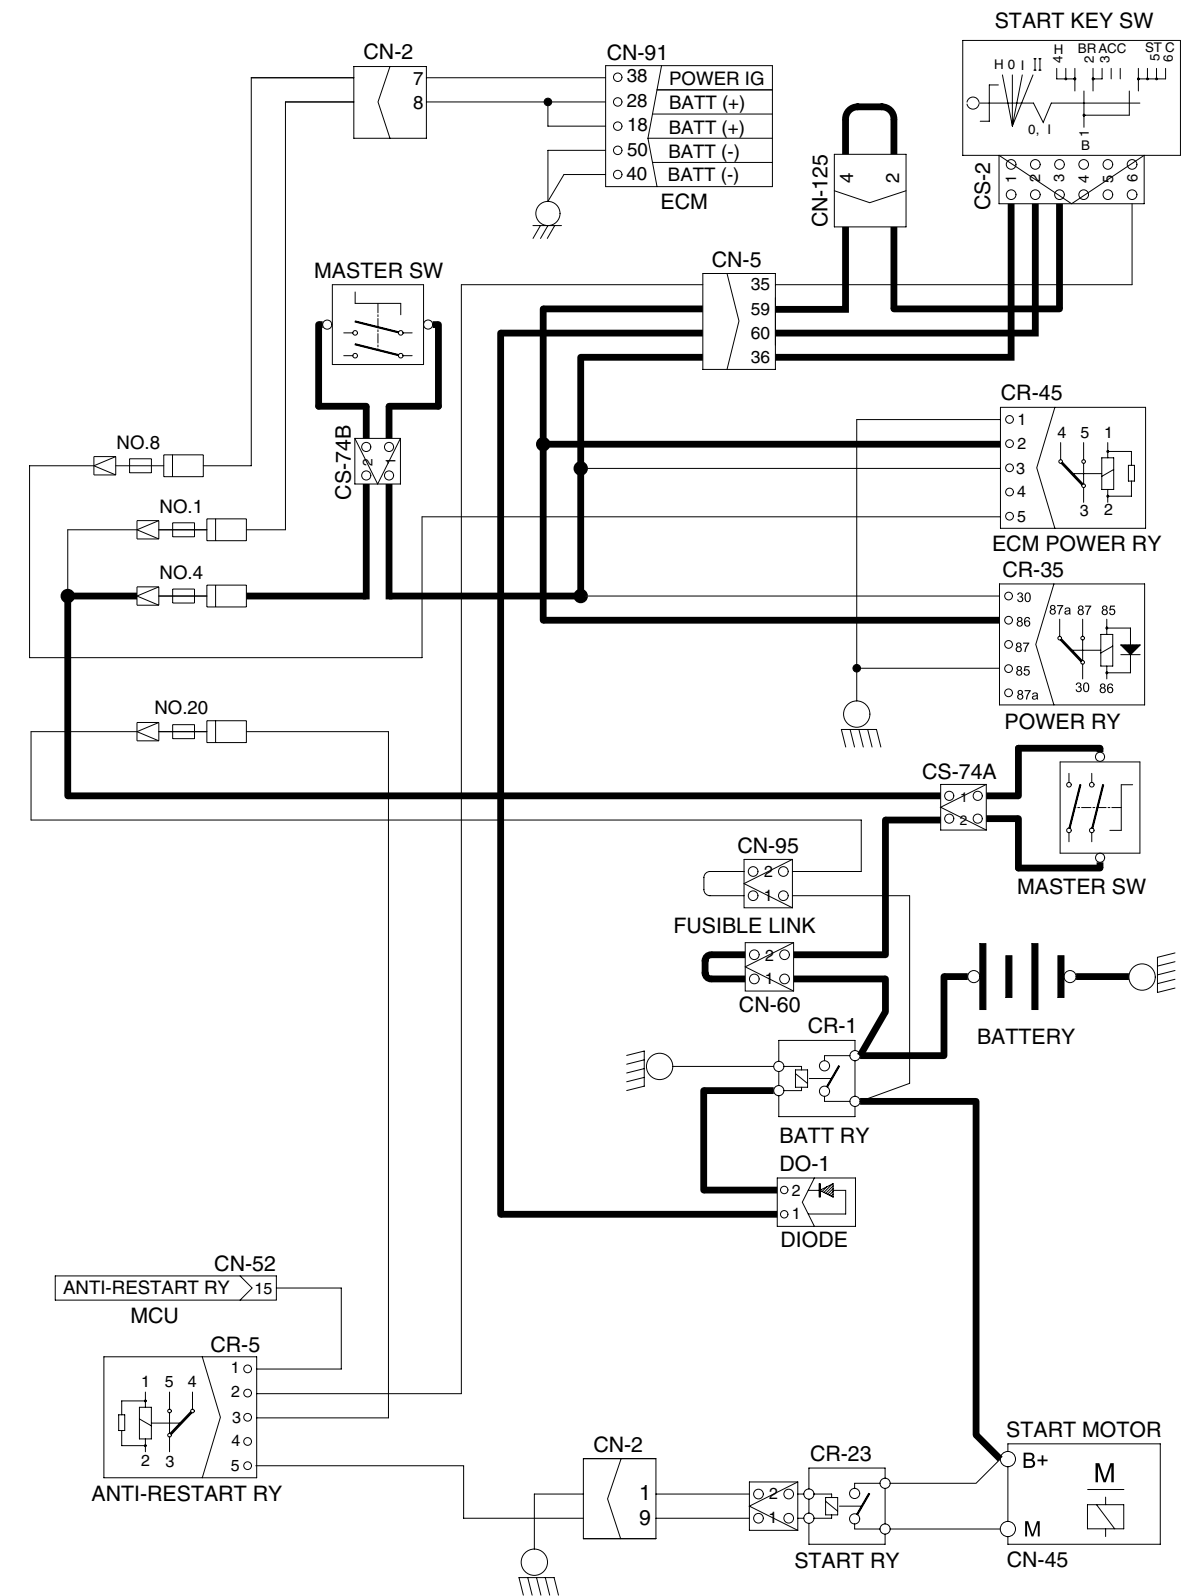 START KEY SW
H 4
BR 2
ACC 3
ST 5
C 6
H 0 I II
0, I
1 B
CS-2
1 2 3 4 5 6
CN-2
7
8
CN-91
38 POWER IG
28 BATT (+)
18 BATT (+)
50 BATT (-)
40 BATT (-)
ECM
CN-125
4 2
CN-5
35
59
60
36
MASTER SW
CS-74B
2 1
NO.8
NO.1
NO.4
NO.20
CR-45
1
2
3
4
5
4 5 1
3 2
ECM POWER RY
CR-35
30
86
87
85
87a
87a 87 85
30 86
POWER RY
CS-74A
1
2
MASTER SW
CN-95
2
1
FUSIBLE LINK
2
1
CN-60
BATTERY
CR-1
BATT RY
DO-1
2
1
DIODE
CN-52
ANTI-RESTART RY 15
MCU
CR-5
1
2
3
4
5
1 5 4
2 3
ANTI-RESTART RY
CN-2
1
9
CR-23
2
1
START RY
START MOTOR
B+
M
M
CN-45